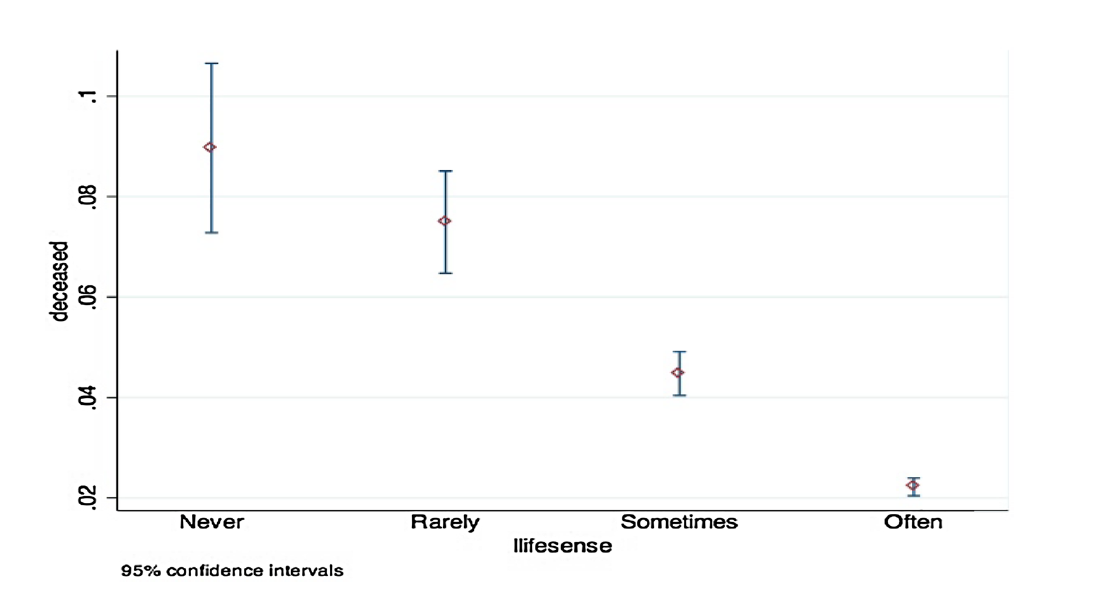 .1
.08
.06
.04
.02
deceased
Never Rarely Sometimes Often
llifesense
95% confidence intervals